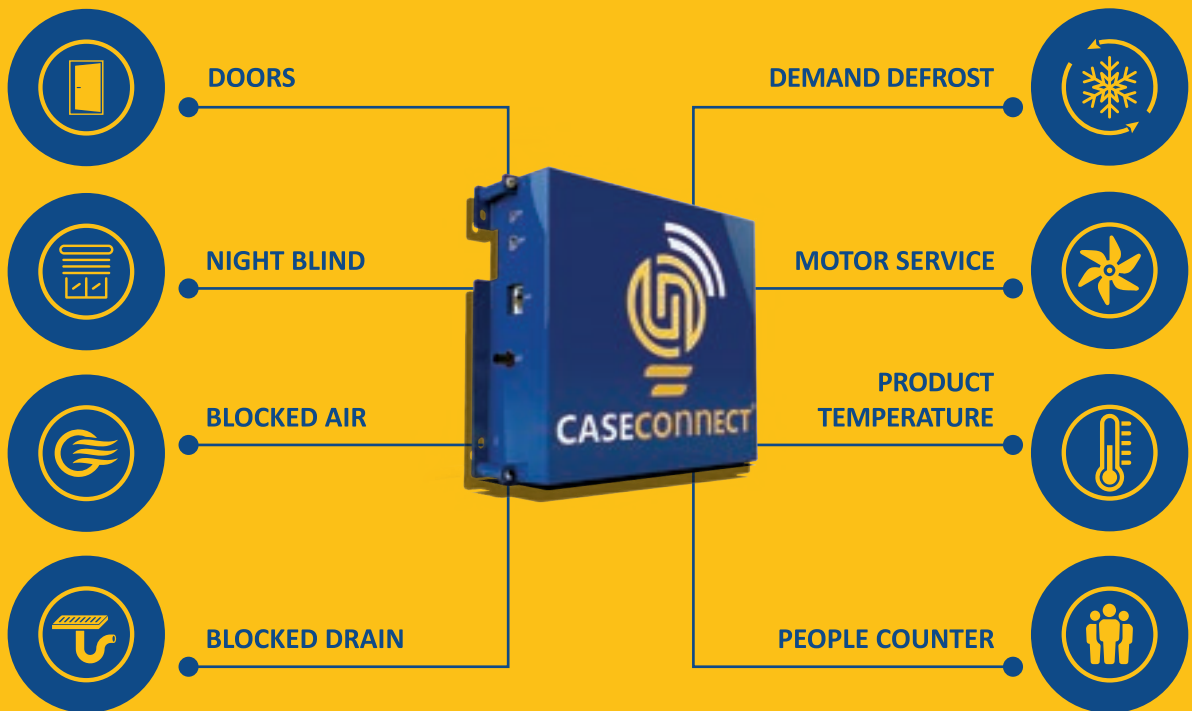 DOORS
NIGHT BLIND
BLOCKED AIR
BLOCKED DRAIN
CASECONNECT
DEMAND DEFROST
MOTOR SERVICE
PRODUCT
TEMPERATURE
PEOPLE COUNTER